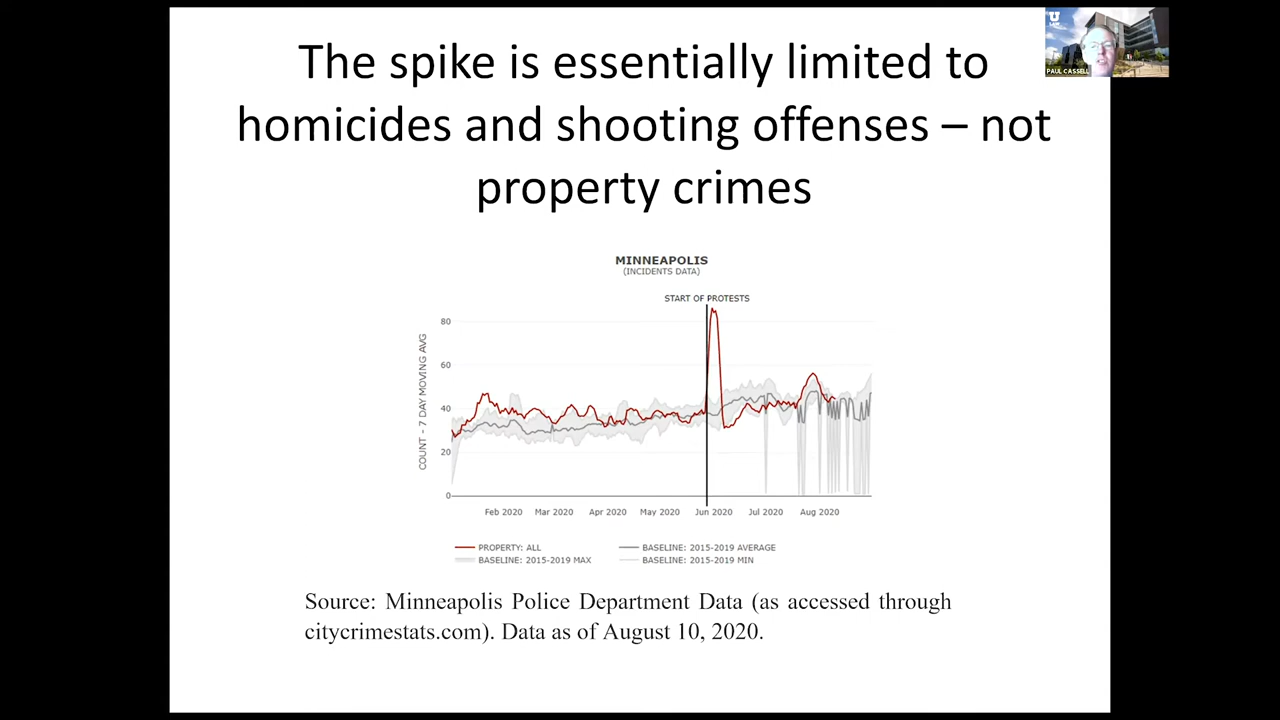 The spike is essentially limited to
homicides and shooting offenses – not
property crimes
U
LAW
PAUL CASSELL
MINNEAPOLIS
(INCIDENTS DATA)
START OF PROTESTS
COUNT - 7 DAY MOVING AVG
80
60
40
20
0
Feb 2020 Mar 2020 Apr 2020 May 2020 Jun 2020 Jul 2020 Aug 2020
PROPERTY: ALL BASELINE: 2015-2019 AVERAGE
BASELINE: 2015-2019 MAX BASELINE: 2015-2019 MIN
Source: Minneapolis Police Department Data (as accessed through
citycrimestats.com). Data as of August 10, 2020.